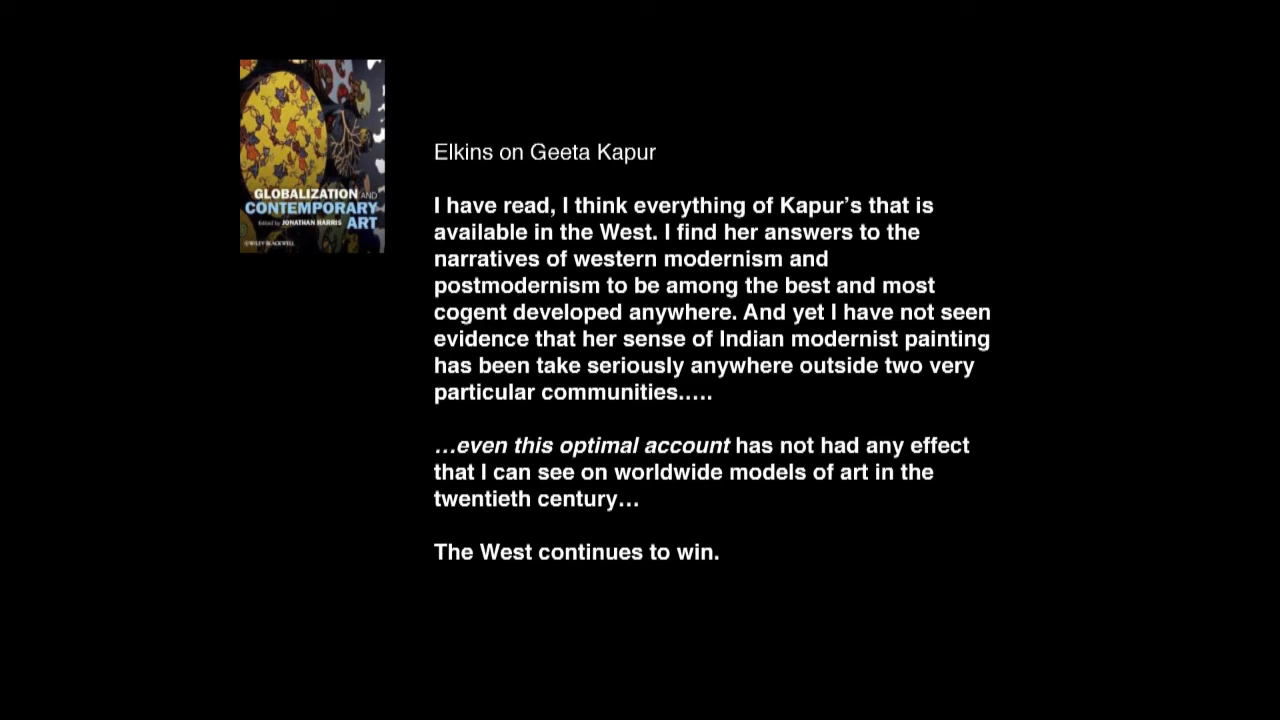 GLOBALIZATION AND
CONTEMPORARY
Edited by JONATHAN HARRIS ART
WILEY-BLACKWELL
Elkins on Geeta Kapur
I have read, I think everything of Kapur’s that is
available in the West. I find her answers to the
narratives of western modernism and
postmodernism to be among the best and most
cogent developed anywhere. And yet I have not seen
evidence that her sense of Indian modernist painting
has been take seriously anywhere outside two very
particular communities.….
…even this optimal account has not had any effect
that I can see on worldwide models of art in the
twentieth century…
The West continues to win.